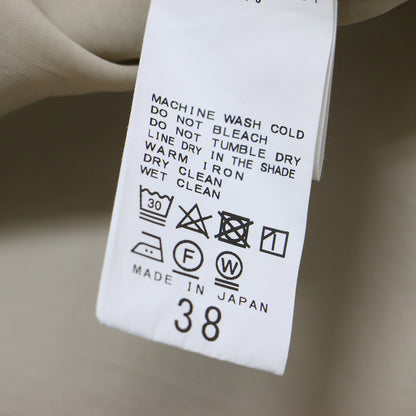 MACHINE WASH COLD
DO NOT BLEACH
DO NOT TUMBLE DRY
LINE DRY IN THE SHADE
WARM IRON
DRY CLEAN
WET CLEAN
30
F W
MADE IN JAPAN
38